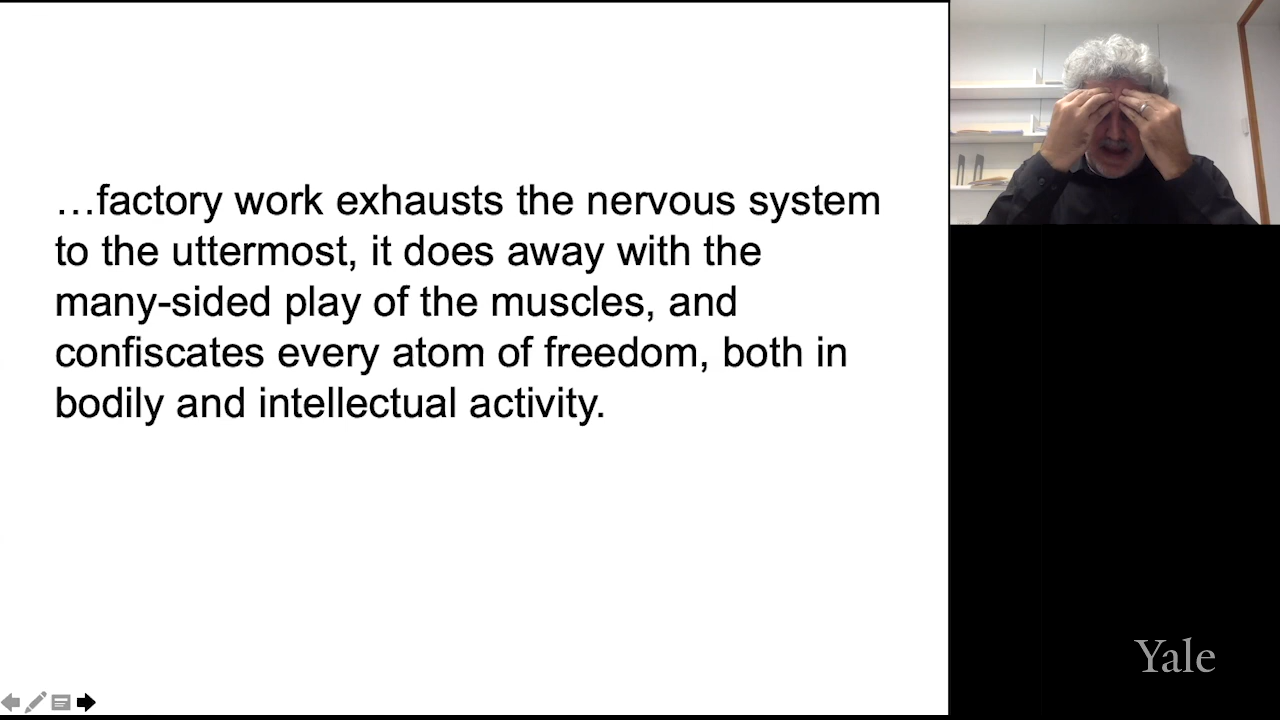 …factory work exhausts the nervous system
to the uttermost, it does away with the
many-sided play of the muscles, and
confiscates every atom of freedom, both in
bodily and intellectual activity.
Yale